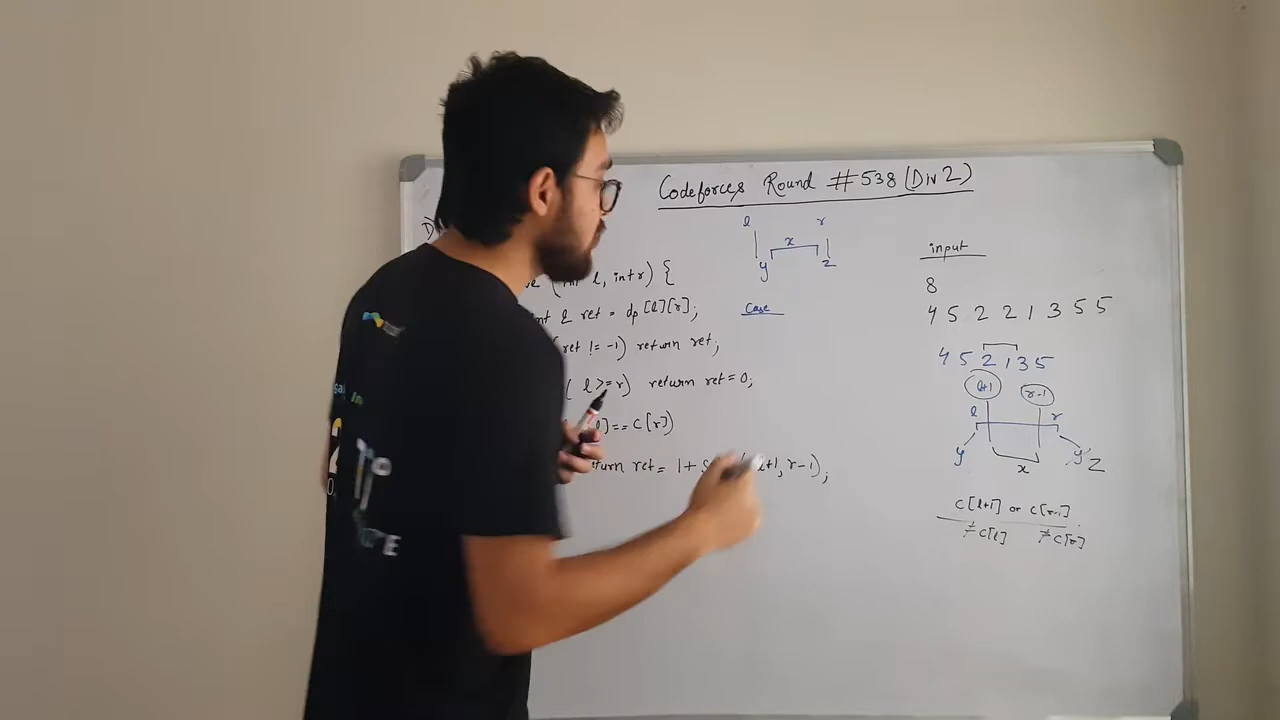 Codeforces Round #538 (Div 2)
D
l r
x
y z
int l, int r) {
int & ret = dp[l][r];
(ret != -1) return ret;
( l >= r) return ret = 0;
] == C[r])
return ret = 1 + l+1, r-1);
Case
input
8
4 5 2 2 1 3 5 5
4 5 2 1 3 5
l+1 r-1
l r
y x y Z
C[l+1] or C[r-1]
≠ C[l] ≠ C[r]